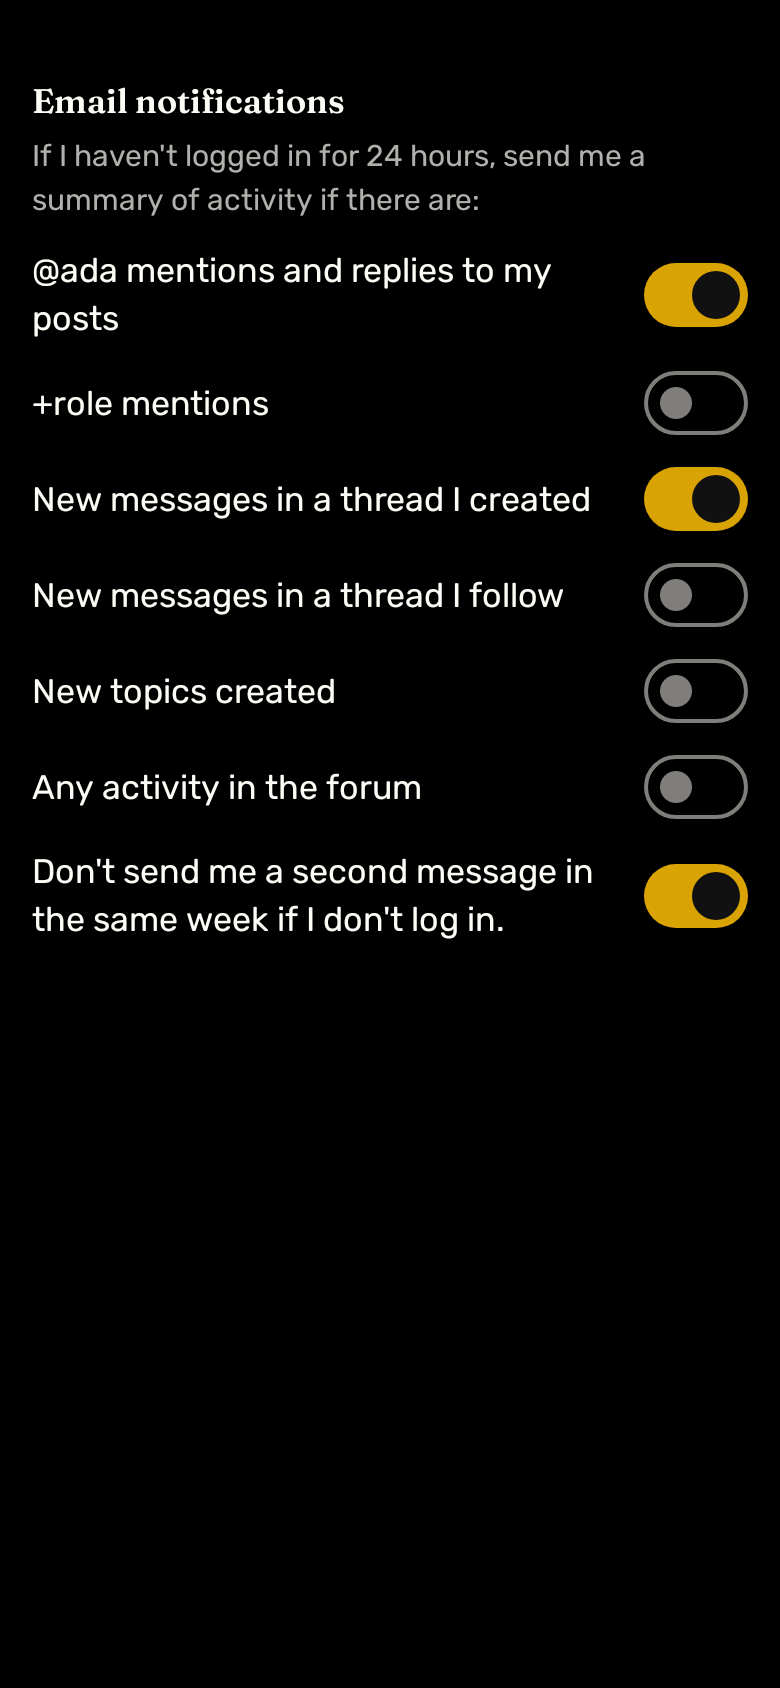 Email notifications
If I haven't logged in for 24 hours, send me a
summary of activity if there are:
@ada mentions and replies to my
posts
+role mentions
New messages in a thread I created
New messages in a thread I follow
New topics created
Any activity in the forum
Don't send me a second message in
the same week if I don't log in.